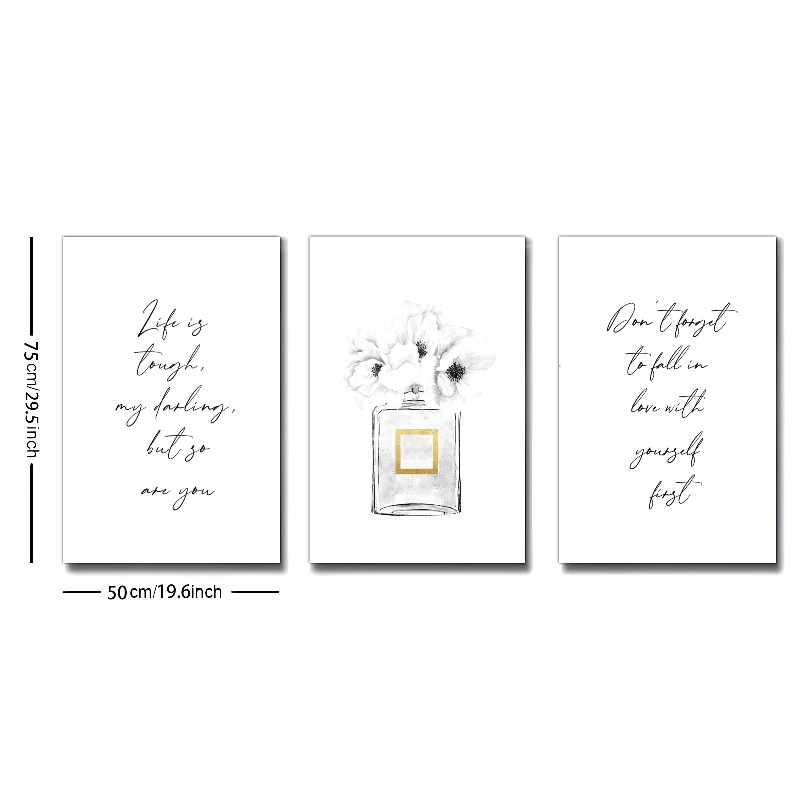 Life is
tough,
my darling,
but so
are you
Don't forget
to fall in
love with
yourself
first
75cm/29.5inch
50cm/19.6inch